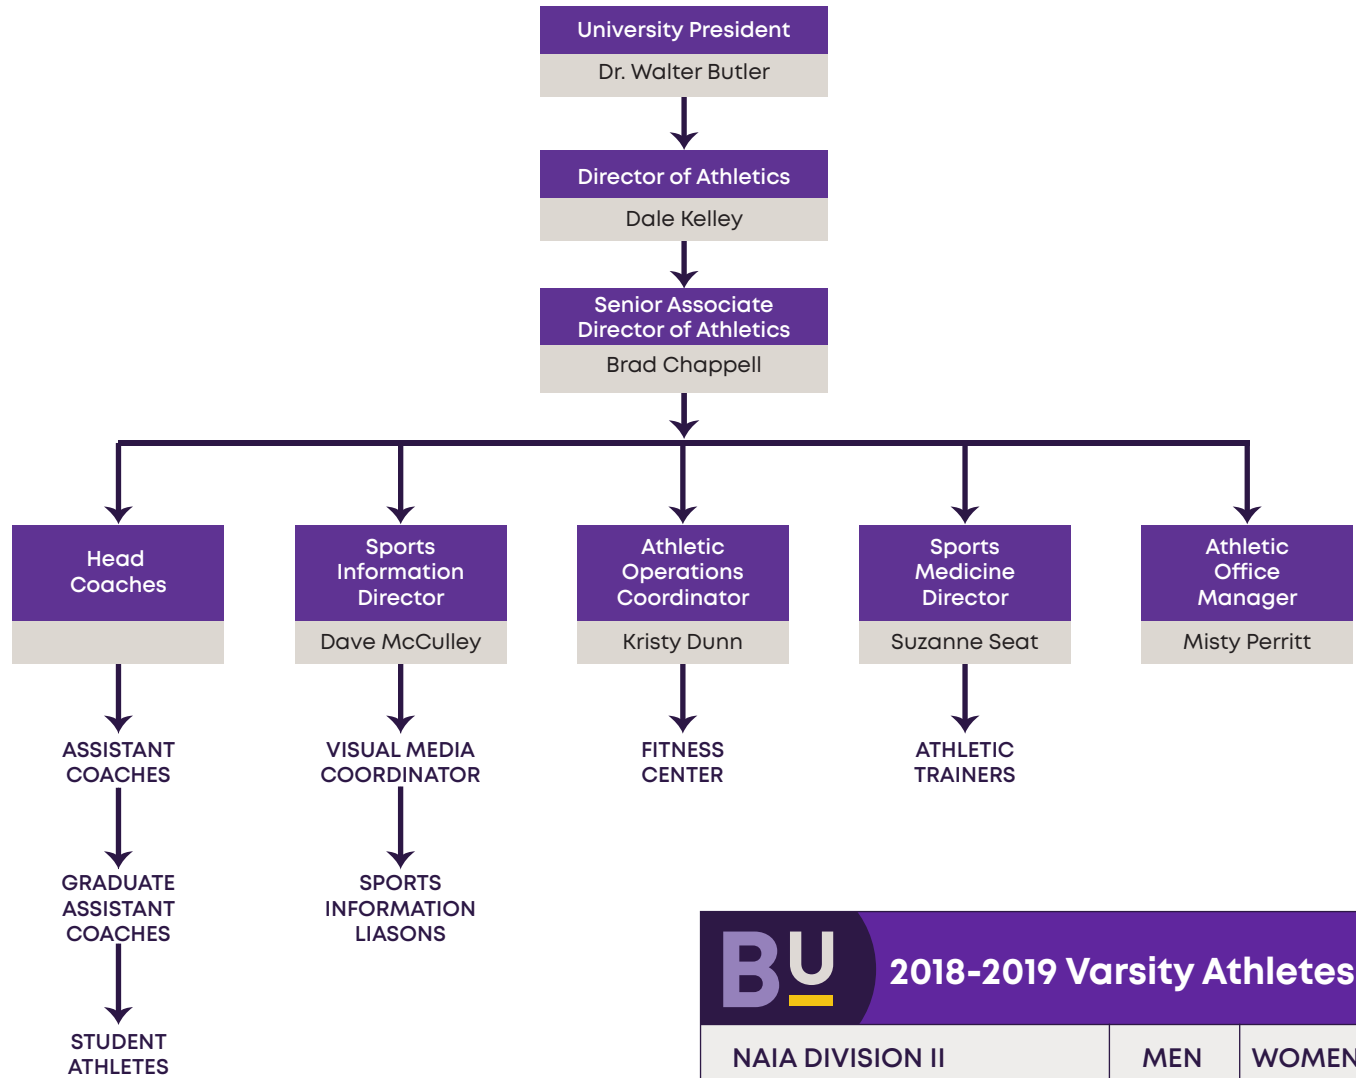 University President
Dr. Walter Butler
Director of Athletics
Dale Kelley
Senior Associate
Director of Athletics
Brad Chappell
Head
Coaches
Sports
Information
Director
Dave McCulley
Athletic
Operations
Coordinator
Kristy Dunn
Sports
Medicine
Director
Suzanne Seat
Athletic
Office
Manager
Misty Perritt
ASSISTANT
COACHES
VISUAL MEDIA
COORDINATOR
FITNESS
CENTER
ATHLETIC
TRAINERS
GRADUATE
ASSISTANT
COACHES
SPORTS
INFORMATION
LIASONS
STUDENT
ATHLETES
BU
2018-2019 Varsity Athletes
NAIA DIVISION II
MEN
WOMEN